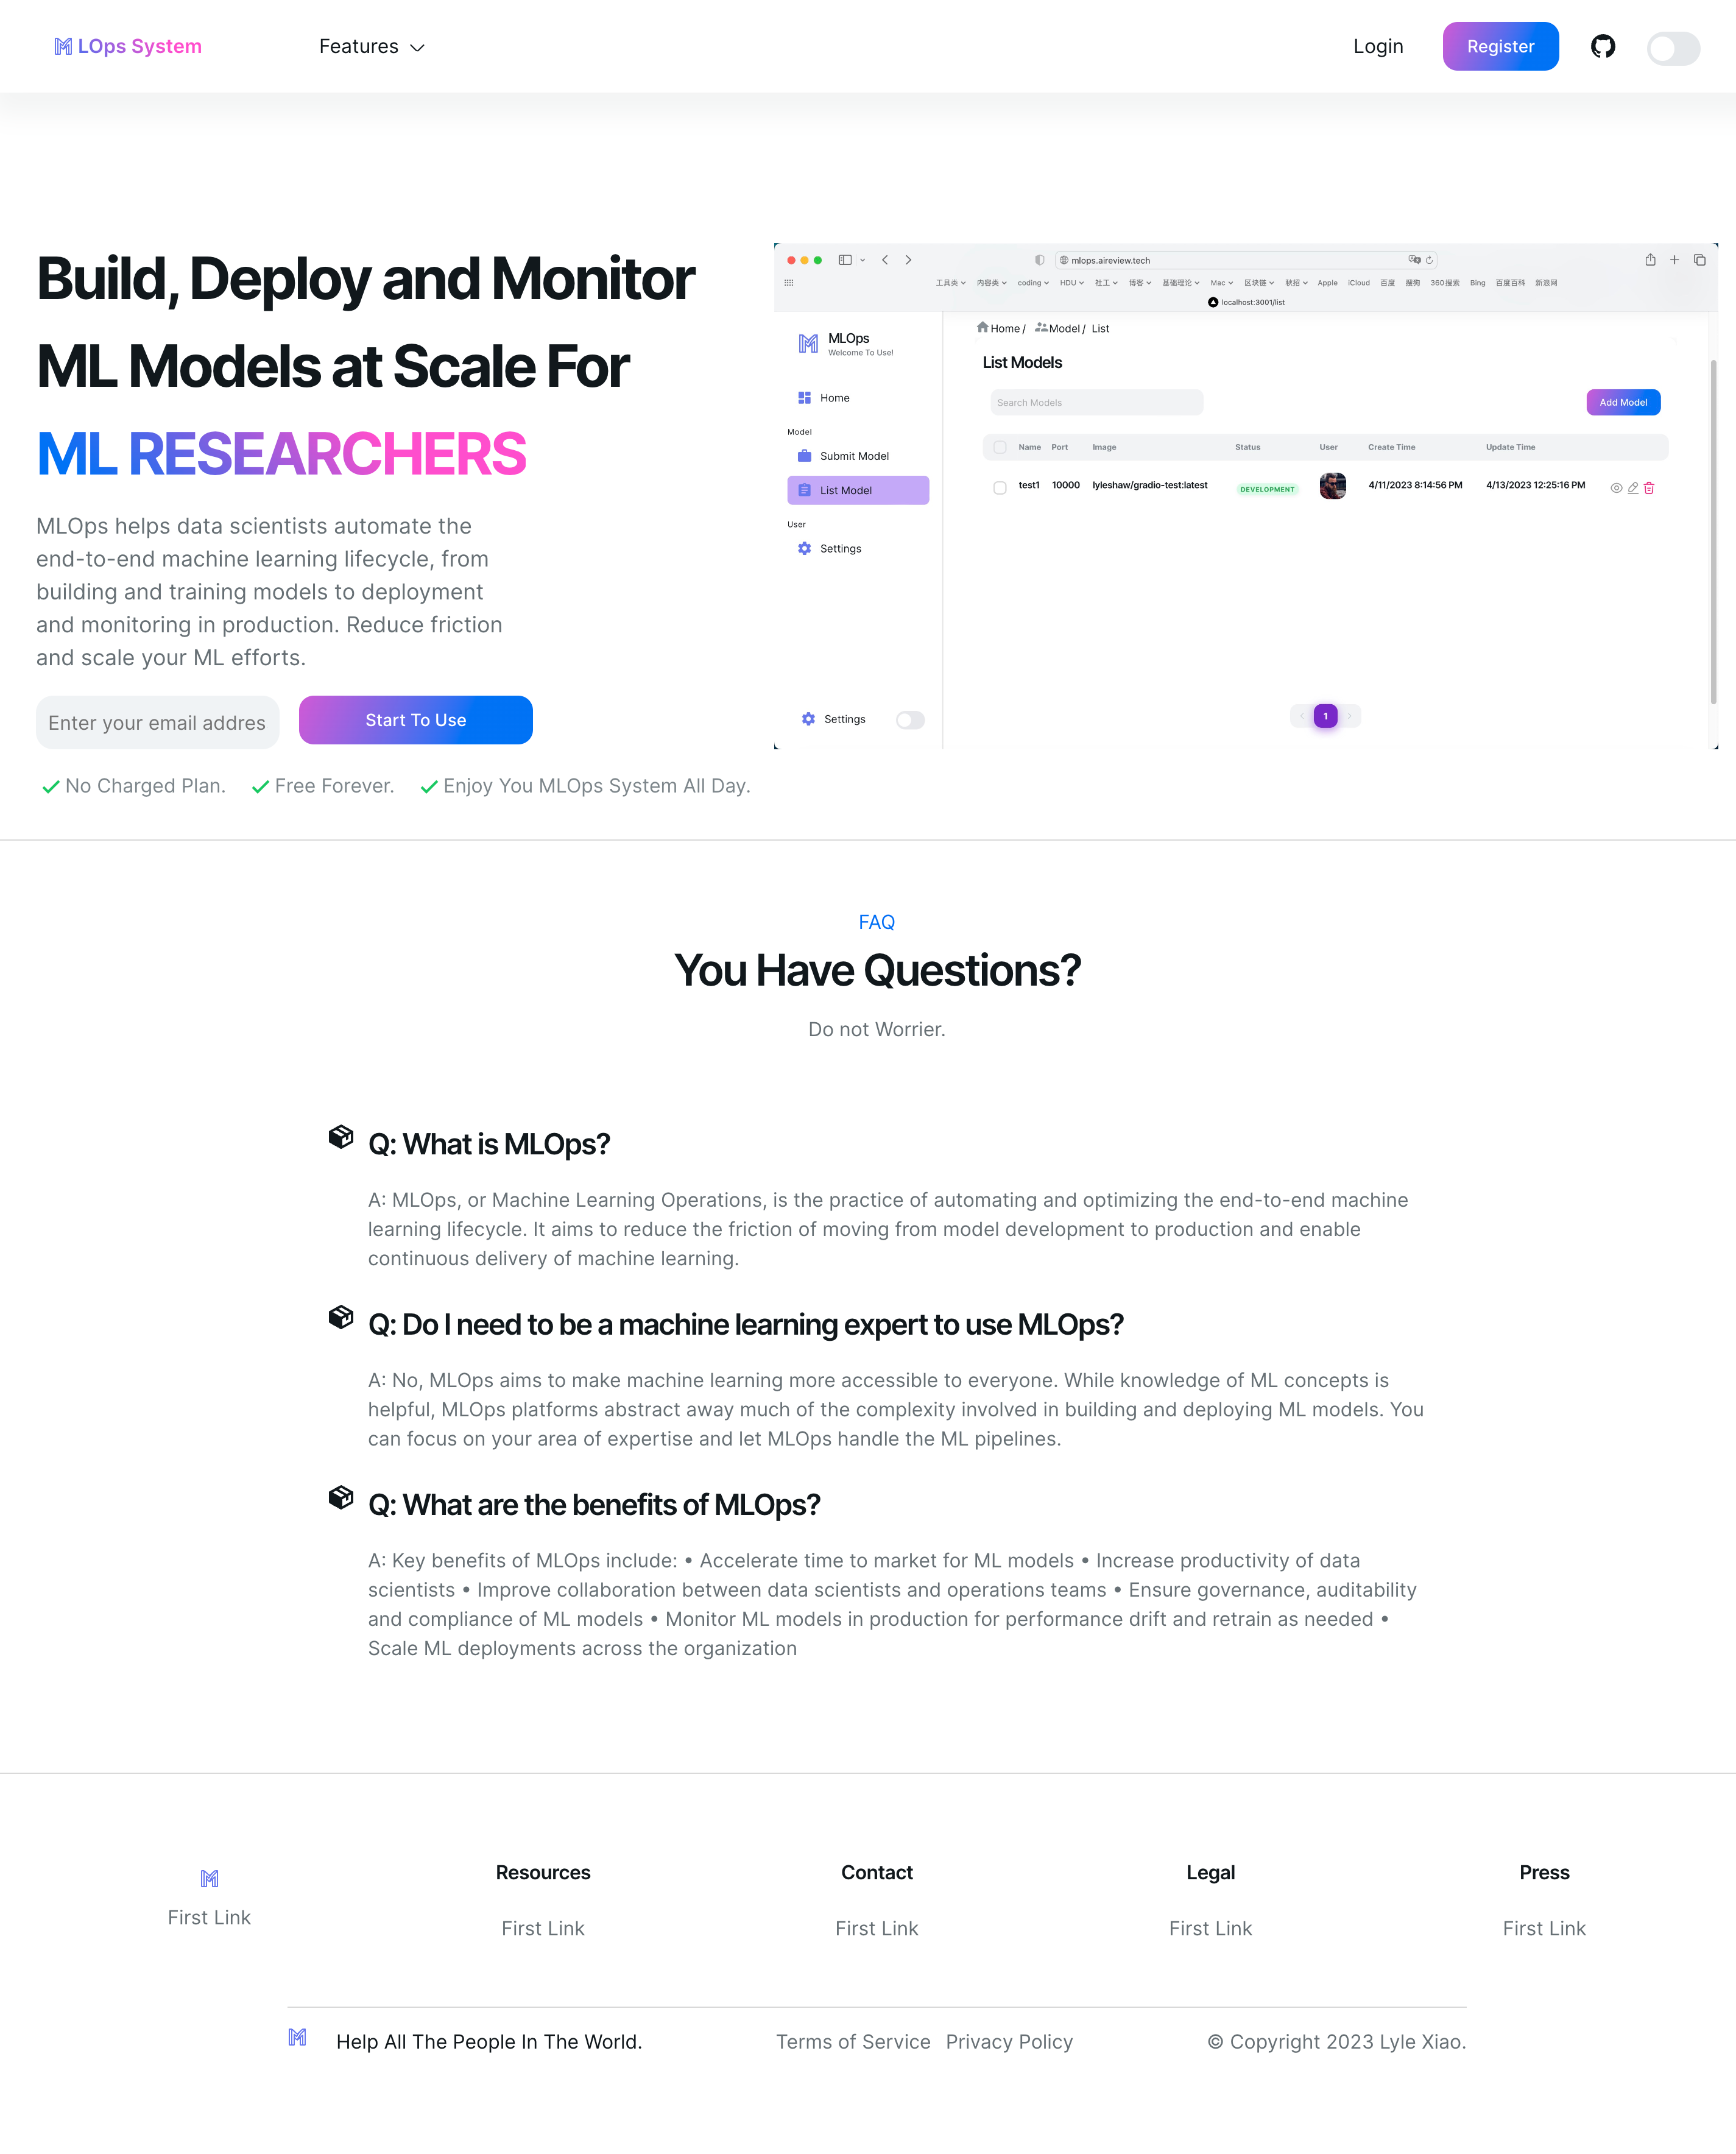 LOps System
Features
Login
Register
Build, Deploy and Monitor
ML Models at Scale For
ML RESEARCHERS
MLOps helps data scientists automate the
end-to-end machine learning lifecycle, from
building and training models to deployment
and monitoring in production. Reduce friction
and scale your ML efforts.
Enter your email addres
Start To Use
No Charged Plan.
Free Forever.
Enjoy You MLOps System All Day.
mlops.aireview.tech
工具类 内容类 coding HDU 社工 博客 基础理论 Mac 区块链 秋招 Apple iCloud 百度 搜狗 360搜索 Bing 百度百科 新浪网
localhost:3001/list
MLOps
Welcome To Use!
Home
Model
Submit Model
List Model
User
Settings
Settings
Home / Model / List
List Models
Search Models
Add Model
Name Port Image Status User Create Time Update Time
test1 10000 lyleshaw/gradio-test:latest DEVELOPMENT 4/11/2023 8:14:56 PM 4/13/2023 12:25:16 PM
1
FAQ
You Have Questions?
Do not Worrier.
Q: What is MLOps?
A: MLOps, or Machine Learning Operations, is the practice of automating and optimizing the end-to-end machine
learning lifecycle. It aims to reduce the friction of moving from model development to production and enable
continuous delivery of machine learning.
Q: Do I need to be a machine learning expert to use MLOps?
A: No, MLOps aims to make machine learning more accessible to everyone. While knowledge of ML concepts is
helpful, MLOps platforms abstract away much of the complexity involved in building and deploying ML models. You
can focus on your area of expertise and let MLOps handle the ML pipelines.
Q: What are the benefits of MLOps?
A: Key benefits of MLOps include: • Accelerate time to market for ML models • Increase productivity of data
scientists • Improve collaboration between data scientists and operations teams • Ensure governance, auditability
and compliance of ML models • Monitor ML models in production for performance drift and retrain as needed •
Scale ML deployments across the organization
First Link
Resources
First Link
Contact
First Link
Legal
First Link
Press
First Link
Help All The People In The World.
Terms of Service Privacy Policy
© Copyright 2023 Lyle Xiao.